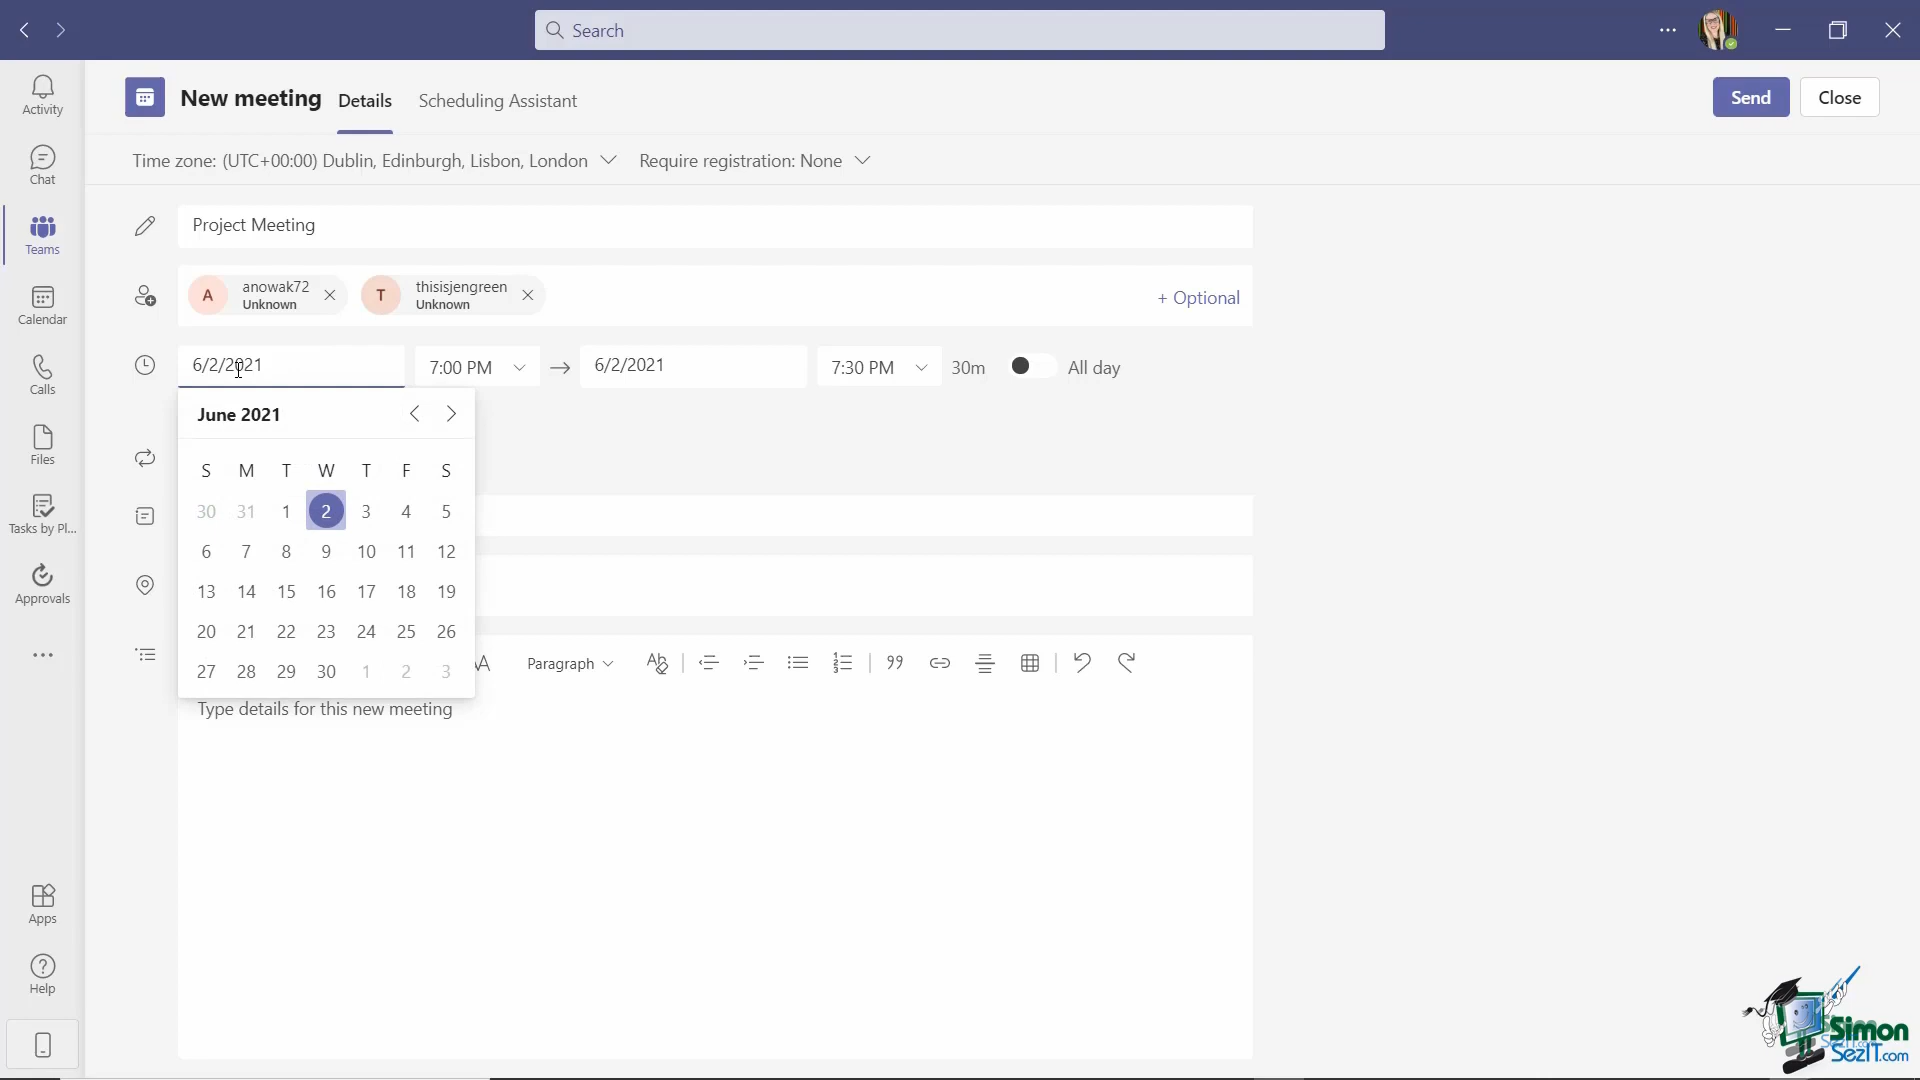 Search
Activity
Chat
Teams
Calendar
Calls
Files
Tasks by Pl...
Approvals
Apps
Help
New meeting
Details
Scheduling Assistant
Send
Close
Time zone: (UTC+00:00) Dublin, Edinburgh, Lisbon, London
Require registration: None
Project Meeting
A
anowak72
Unknown
T
thisisjengreen
Unknown
+ Optional
6/2/2021
7:00 PM
6/2/2021
7:30 PM
30m
All day
June 2021
S M T W T F S
30 31 1 2 3 4 5
6 7 8 9 10 11 12
13 14 15 16 17 18 19
20 21 22 23 24 25 26
27 28 29 30 1 2 3
AA
Paragraph
Type details for this new meeting
Simon
SezIT.com